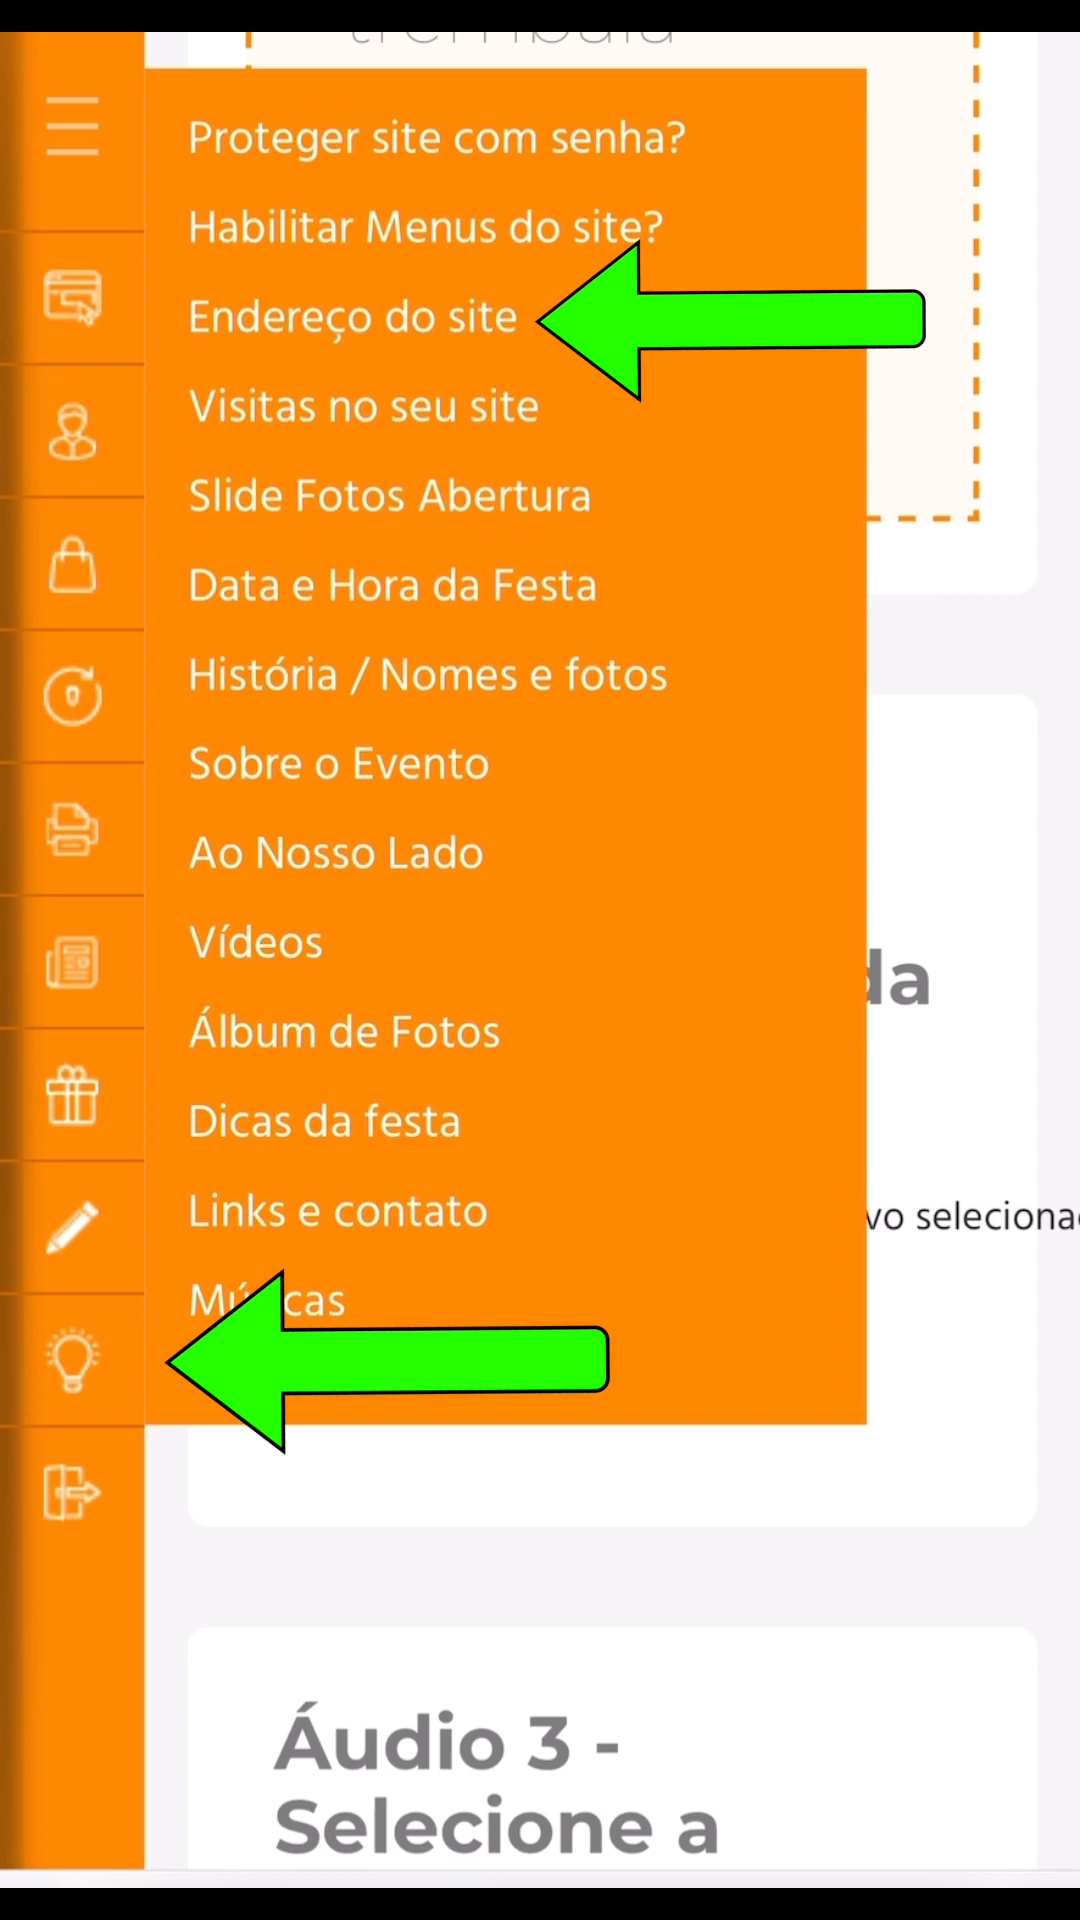 Proteger site com senha?
Habilitar Menus do site?
Endereço do site
Visitas no seu site
Slide Fotos Abertura
Data e Hora da Festa
História / Nomes e fotos
Sobre o Evento
Ao Nosso Lado
Vídeos
Álbum de Fotos
da
Dicas da festa
Links e contato
selecionad
Áudio 3 -
Selecione a